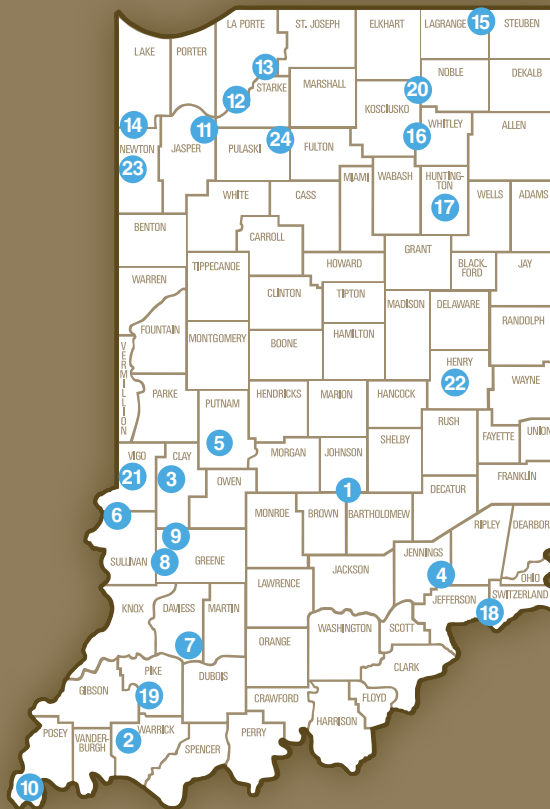 LA PORTE
ST. JOSEPH
ELKHART
LAGRANGE
15
STEUBEN
LAKE
PORTER
13
STARKE
12
MARSHALL
20
NOBLE
DEKALB
KOSCIUSKO
14
11
NEWTON
23
JASPER
24
PULASKI
FULTON
16
WHITLEY
ALLEN
MIAMI
WABASH
HUNTING-
TON
17
WELLS
ADAMS
WHITE
CASS
BENTON
CARROLL
GRANT
BLACK-
FORD
JAY
WARREN
TIPPECANOE
HOWARD
CLINTON
TIPTON
MADISON
DELAWARE
RANDOLPH
FOUNTAIN
VERMILLION
MONTGOMERY
BOONE
HAMILTON
HENRY
22
WAYNE
PARKE
PUTNAM
5
HENDRICKS
MARION
HANCOCK
RUSH
FAYETTE
UNION
VIGO
21
CLAY
3
MORGAN
JOHNSON
1
SHELBY
OWEN
FRANKLIN
DECATUR
6
MONROE
BROWN
BARTHOLOMEW
RIPLEY
DEARBOR
9
8
SULLIVAN
GREENE
JENNINGS
4
JACKSON
OHIO
SWITZERLAND
18
JEFFERSON
LAWRENCE
KNOX
DAVIESS
7
MARTIN
WASHINGTON
SCOTT
ORANGE
CLARK
PIKE
19
DUBOIS
GIBSON
CRAWFORD
FLOYD
HARRISON
POSEY
VANDER-
BURGH
2
WARRICK
SPENCER
PERRY
10